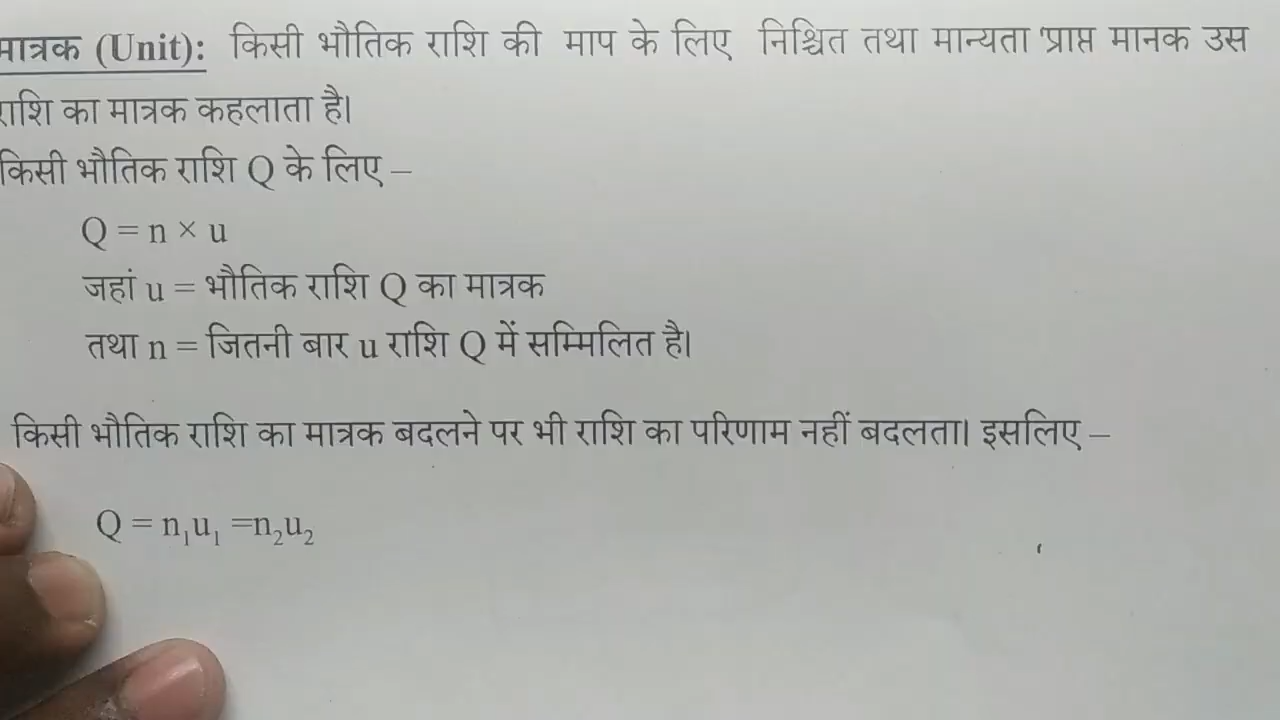 मात्रक (Unit): किसी भौतिक राशि की माप के लिए निश्चित तथा मान्यता प्राप्त मानक उस
राशि का मात्रक कहलाता है।
किसी भौतिक राशि Q के लिए –
Q = n × u
जहां u = भौतिक राशि Q का मात्रक
तथा n = जितनी बार u राशि Q में सम्मिलित है।
किसी भौतिक राशि का मात्रक बदलने पर भी राशि का परिणाम नहीं बदलता। इसलिए –
Q = n₁u₁ =n₂u₂